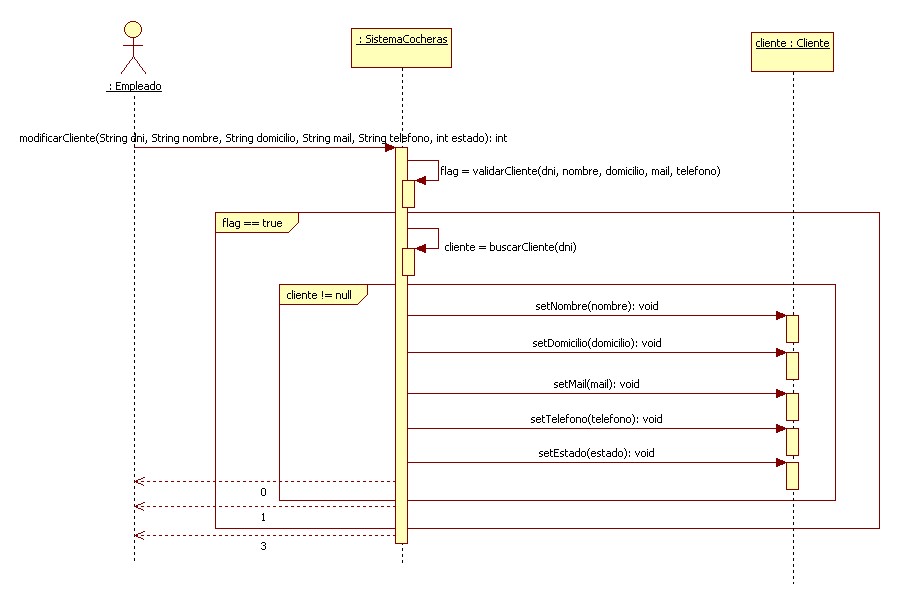 : SistemaCocheras
cliente : Cliente
: Empleado
modificarCliente(String dni, String nombre, String domicilio, String mail, String telefono, int estado): int
flag = validarCliente(dni, nombre, domicilio, mail, telefono)
flag == true
cliente = buscarCliente(dni)
cliente != null
setNombre(nombre): void
setDomicilio(domicilio): void
setMail(mail): void
setTelefono(telefono): void
setEstado(estado): void
0
1
3